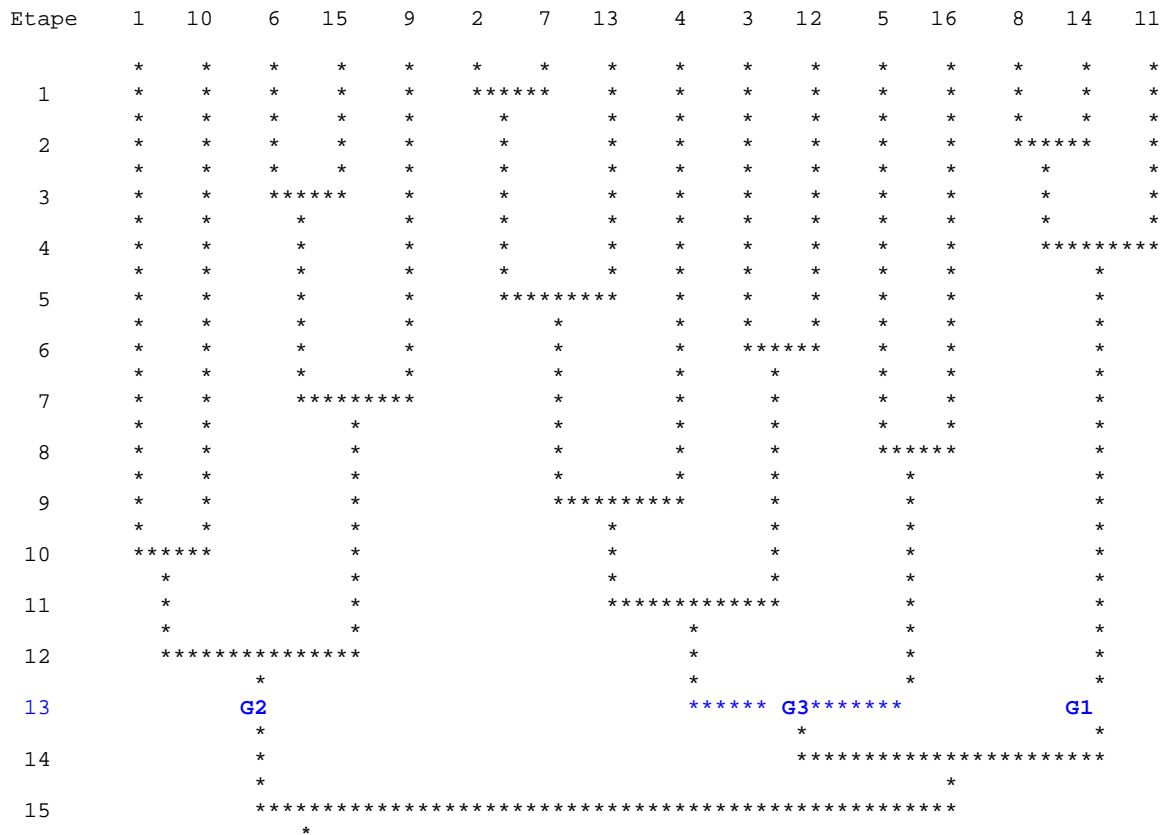 Etape 1 10 6 15 9 2 7 13 4 3 12 5 16 8 14 11
* * * * * * * * * * * * * * * *
1 * * * * * ****** * * * * * * * * *
* * * * * * * * * * * * * * *
2 * * * * * * * * * * * * ****** *
* * * * * * * * * * * * * *
3 * * ****** * * * * * * * * * *
* * * * * * * * * * * * *
4 * * * * * * * * * * * *********
* * * * * * * * * * * *
5 * * * * ********* * * * * * *
* * * * * * * * * * *
6 * * * * * * ****** * * *
* * * * * * * * * *
7 * * ********* * * * * * *
* * * * * * * * *
8 * * * * * * ****** *
* * * * * * * *
9 * * * ********** * * *
* * * * * * *
10 ****** * * * * *
* * * * * *
11 * * ************* * *
* * * * *
12 *************** * * *
* * * *
13 G2 ****** G3******* G1
* * *
14 * ************************
* *
15 ******************************************************
*